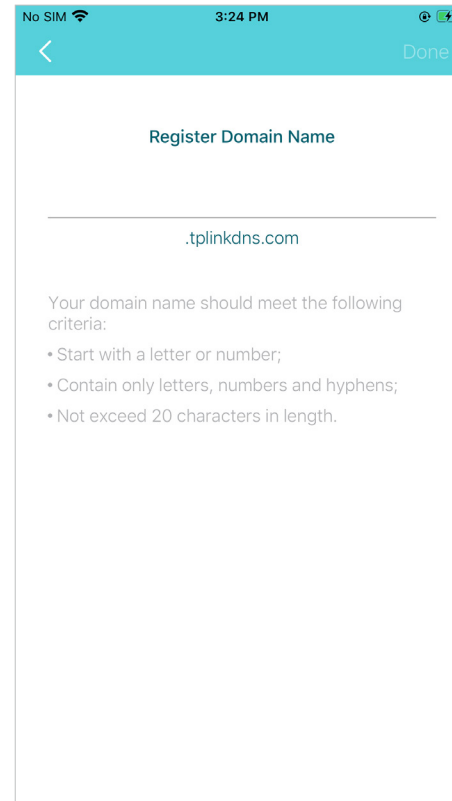 No SIM 3:24 PM
Done
Register Domain Name
.tplinkdns.com
Your domain name should meet the following
criteria:
• Start with a letter or number;
• Contain only letters, numbers and hyphens;
• Not exceed 20 characters in length.